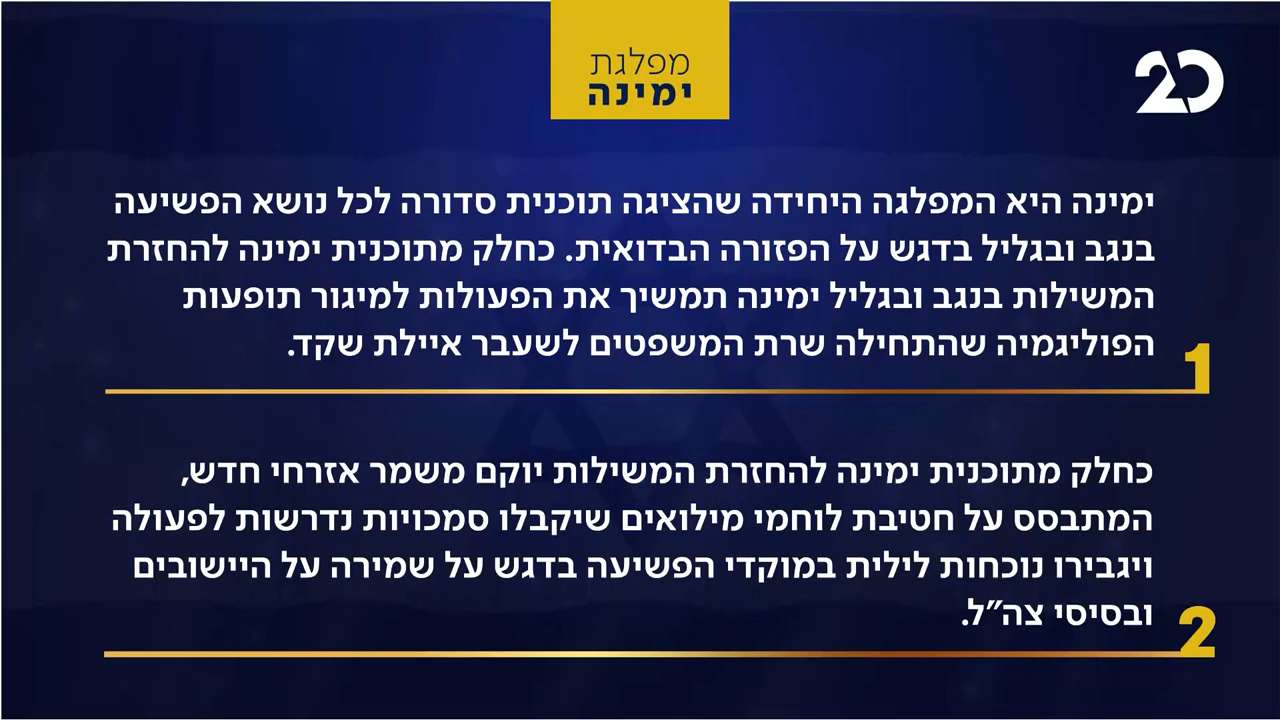 מפלגת
ימינה
20
ימינה היא המפלגה היחידה שהציגה תוכנית סדורה לכל נושא הפשיעה
בנגב ובגליל בדגש על הפזורה הבדואית. כחלק מתוכנית ימינה להחזרת
המשילות בנגב ובגליל ימינה תמשיך את הפעולות למיגור תופעות
הפוליגמיה שהתחילה שרת המשפטים לשעבר איילת שקד.
1
כחלק מתוכנית ימינה להחזרת המשילות יוקם משמר אזרחי חדש,
המתבסס על חטיבת לוחמי מילואים שיקבלו סמכויות נדרשות לפעולה
ויגבירו נוכחות לילית במוקדי הפשיעה בדגש על שמירה על היישובים
ובסיסי צה״ל.
2